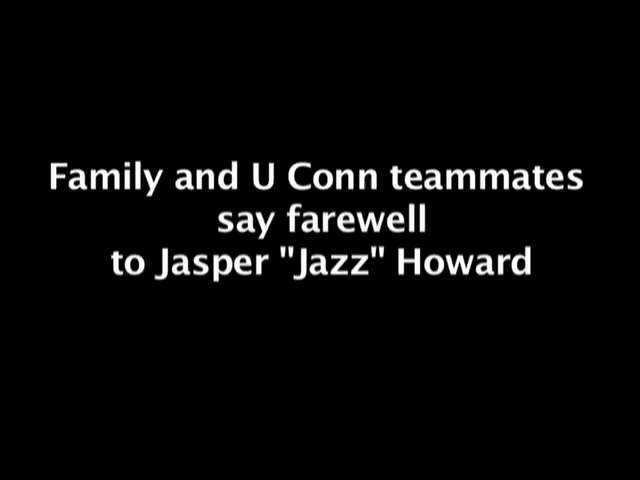 Family and U Conn teammates
say farewell
to Jasper "Jazz" Howard